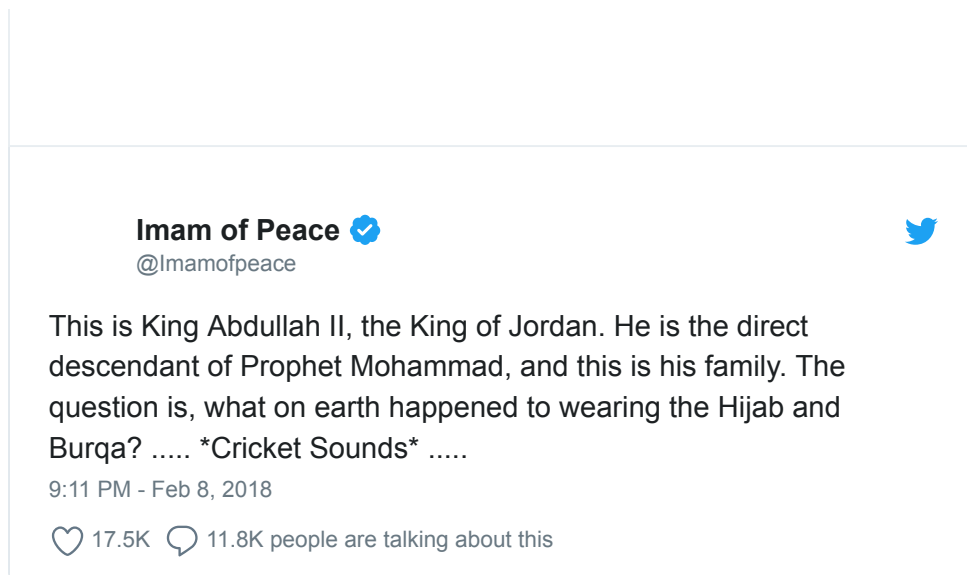 Imam of Peace
@Imamofpeace
This is King Abdullah II, the King of Jordan. He is the direct
descendant of Prophet Mohammad, and this is his family. The
question is, what on earth happened to wearing the Hijab and
Burqa? ..... *Cricket Sounds* .....
9:11 PM - Feb 8, 2018
17.5K 11.8K people are talking about this